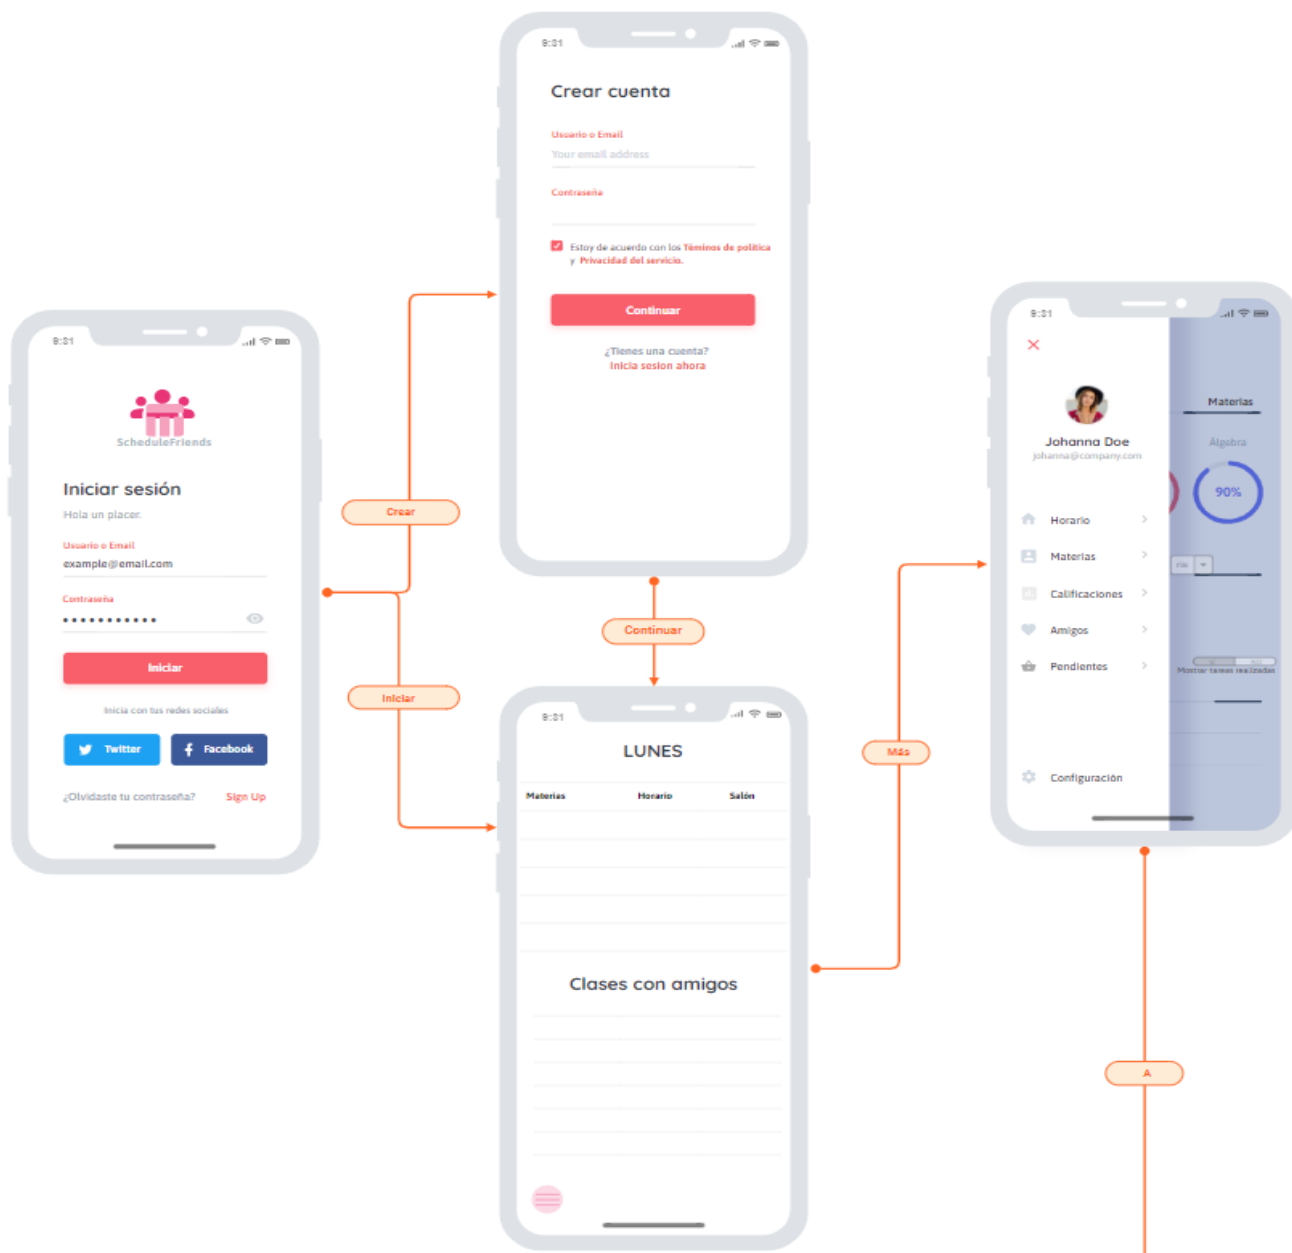 9:31
ScheduleFriends
Iniciar sesión
Hola un placer.
Usuario o Email
example@email.com
Contraseña
Iniciar
Inicia con tus redes sociales
Twitter
Facebook
¿Olvidaste tu contraseña?
Sign Up
Crear
Iniciar
9:31
Crear cuenta
Usuario o Email
Your email address
Contraseña
Estoy de acuerdo con los Téminos de política
y Privacidad del servicio.
Continuar
¿Tienes una cuenta?
Inicia sesion ahora
Continuar
9:31
LUNES
Materias Horario Salón
Clases con amigos
Más
9:31
Johanna Doe
johanna@company.com
Horario
Materias
Calificaciones
Amigos
Pendientes
Configuración
Materias
Álgebra
90%
Mostrar tareas realizadas
A